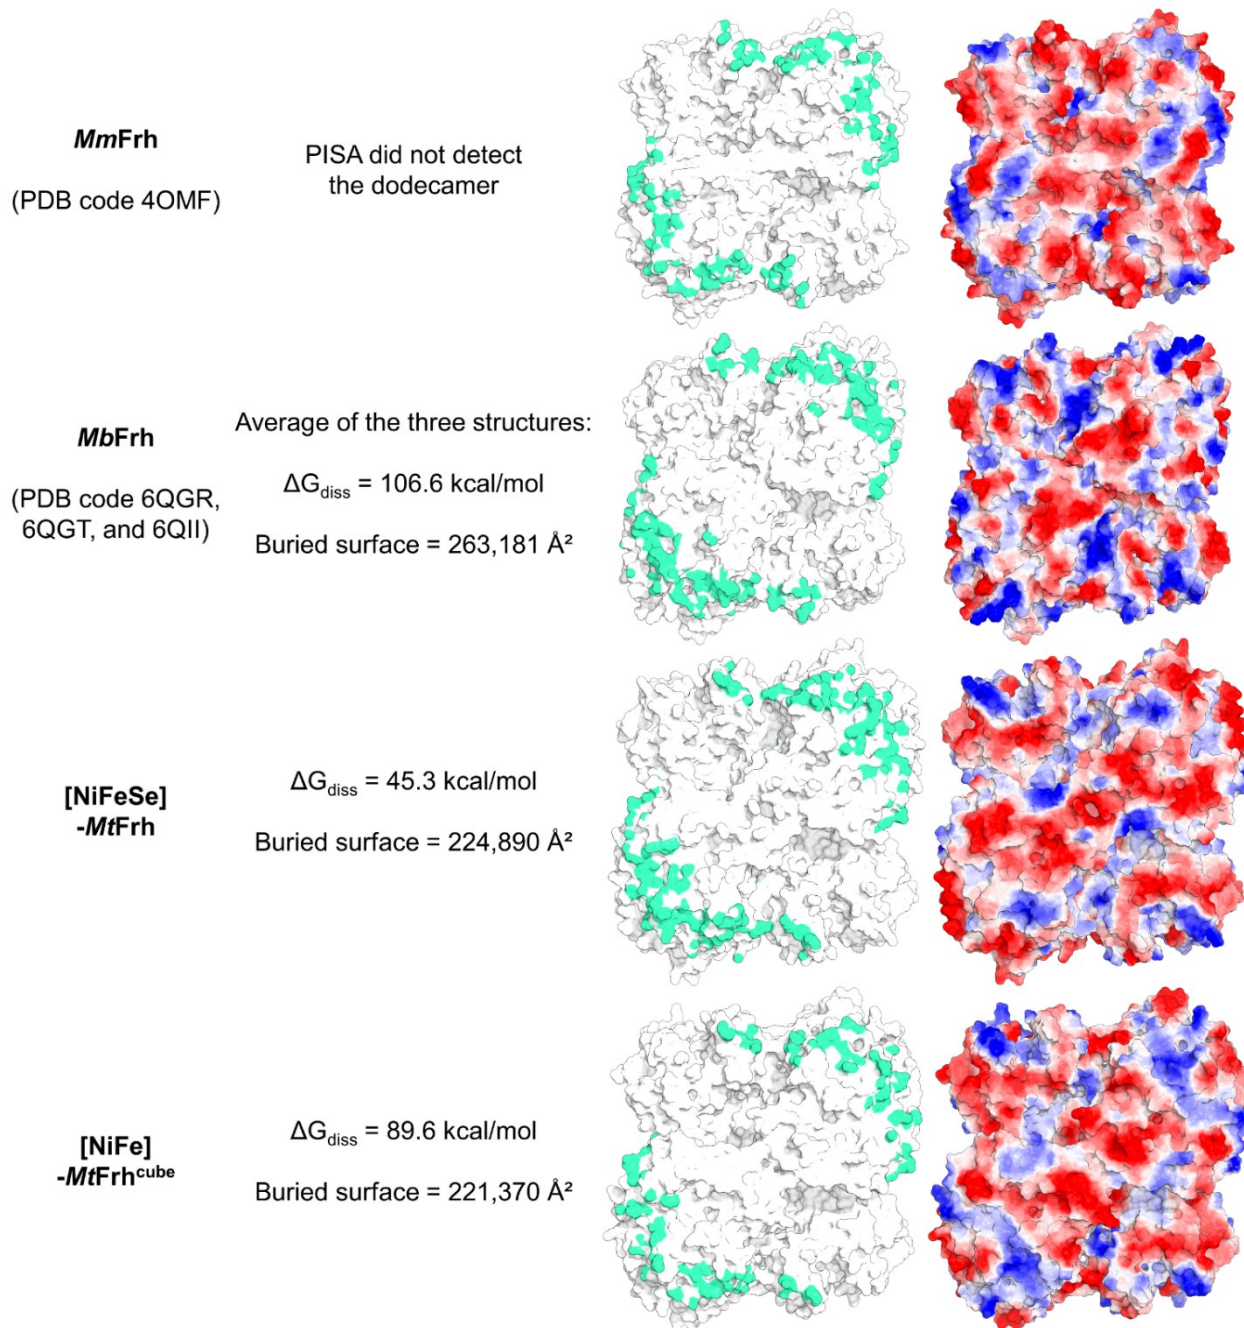 MmFrh
(PDB code 4OMF)
PISA did not detect
the dodecamer
MbFrh
(PDB code 6QGR,
6QGT, and 6QII)
Average of the three structures:
ΔGdiss = 106.6 kcal/mol
Buried surface = 263,181 Å²
[NiFeSe]
-MtFrh
ΔGdiss = 45.3 kcal/mol
Buried surface = 224,890 Å²
[NiFe]
-MtFrhcube
ΔGdiss = 89.6 kcal/mol
Buried surface = 221,370 Å²